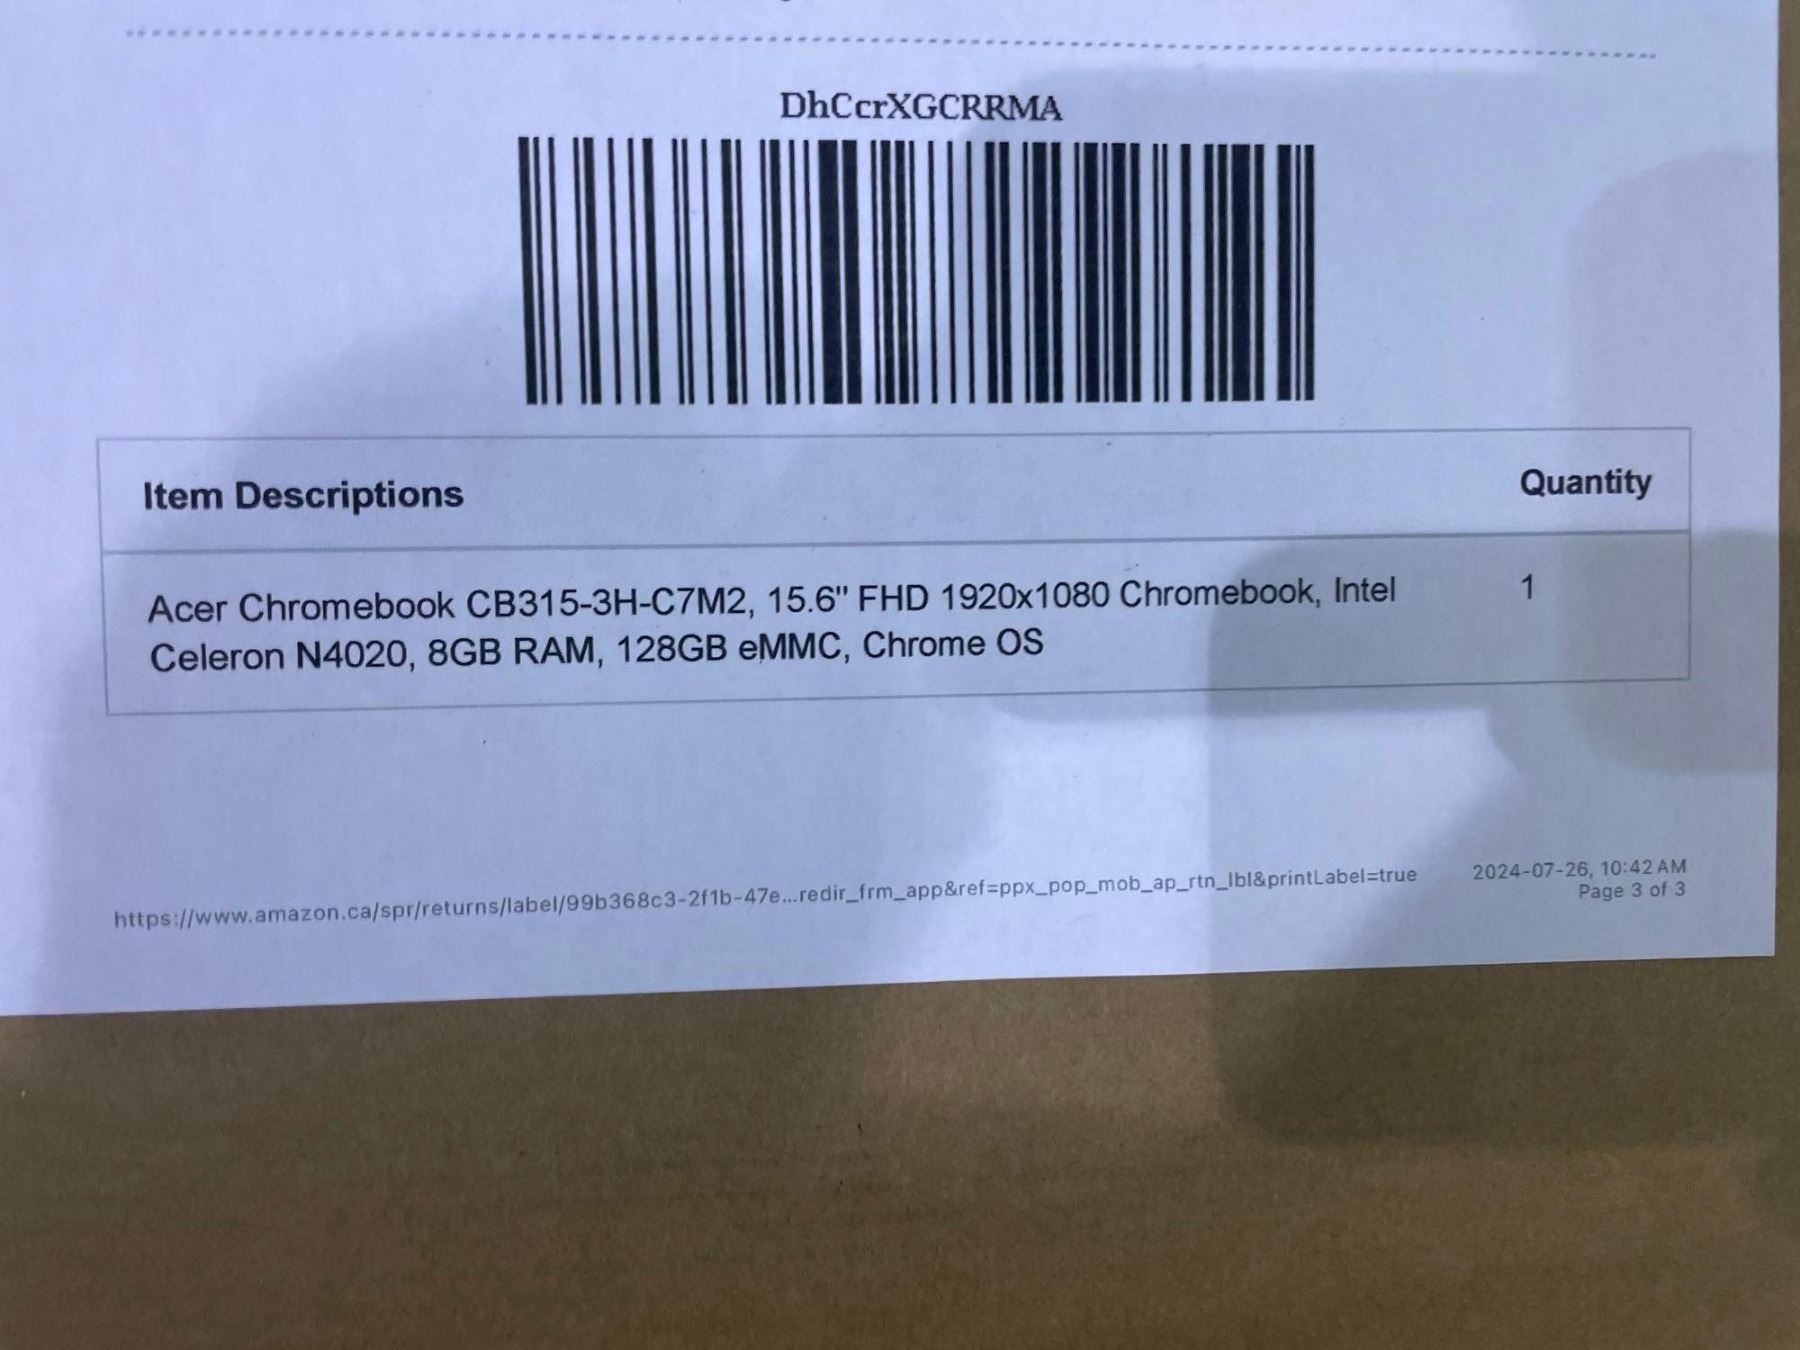 DhCcrXGCRRMA
Item Descriptions Quantity
Acer Chromebook CB315-3H-C7M2, 15.6" FHD 1920x1080 Chromebook, Intel 1
Celeron N4020, 8GB RAM, 128GB eMMC, Chrome OS
https://www.amazon.ca/spr/returns/label/99b368c3-2f1b-47e...redir_frm_app&ref=ppx_pop_mob_ap_rtn_lbl&printLabel=true 2024-07-26, 10:42 AM
Page 3 of 3